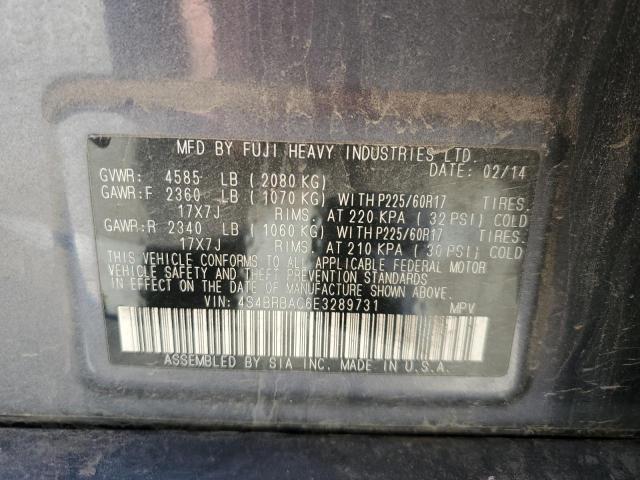 MFD BY FUJI HEAVY INDUSTRIES LTD.
DATE: 02/14
GVWR: 4585 LB (2080 KG)
GAWR:F 2360 LB (1070 KG) WITH P225/60R17 TIRES.
17X7J RIMS. AT 220 KPA (32 PSI) COLD
GAWR:R 2340 LB (1060 KG) WITH P225/60R17 TIRES.
17X7J RIMS. AT 210 KPA (30 PSI) COLD
THIS VEHICLE CONFORMS TO ALL APPLICABLE FEDERAL MOTOR
VEHICLE SAFETY AND THEFT PREVENTION STANDARDS
IN EFFECT ON THE DATE OF MANUFACTURE SHOWN ABOVE.
VIN: 4S4BRBAC6E3289731 MPV
ASSEMBLED BY SIA INC. MADE IN U.S.A.